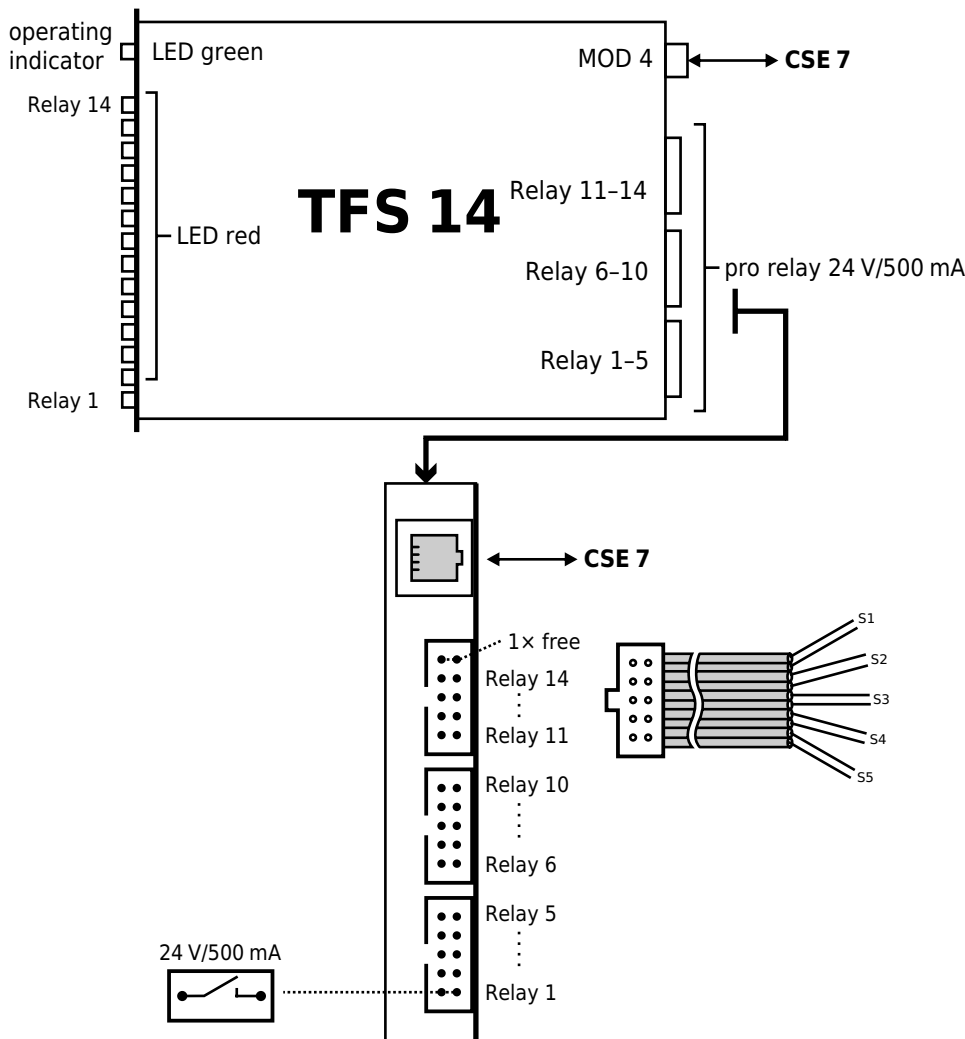 operating
indicator
LED green
MOD 4
CSE 7
Relay 14
TFS 14
Relay 11–14
LED red
Relay 6–10
pro relay 24 V/500 mA
Relay 1–5
Relay 1
CSE 7
1× free
Relay 14
Relay 11
Relay 10
Relay 6
Relay 5
Relay 1
S1
S2
S3
S4
S5
24 V/500 mA